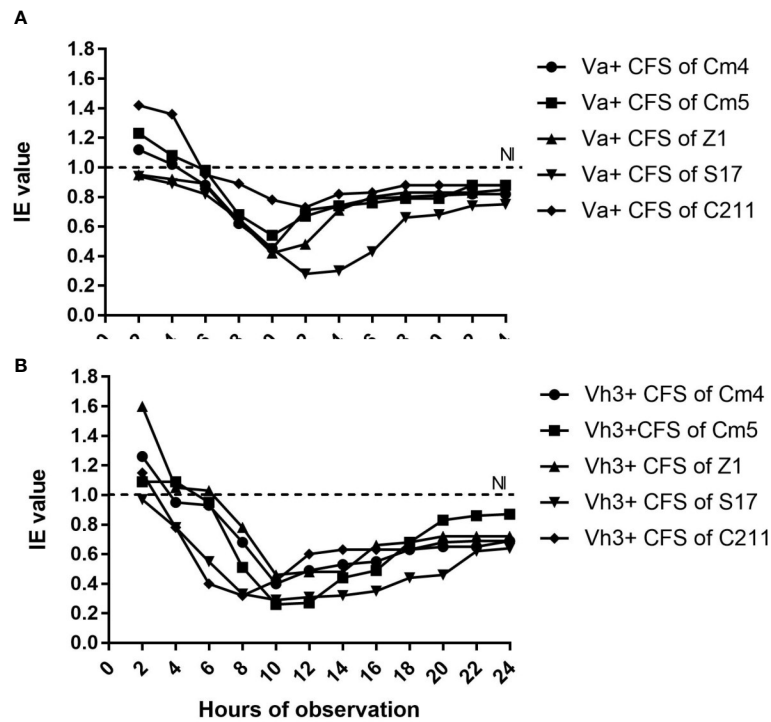 A
1.8
1.6
1.4
1.2
1.0
0.8
0.6
0.4
0.2
0.0
IE value
NI
Va+ CFS of Cm4
Va+ CFS of Cm5
Va+ CFS of Z1
Va+ CFS of S17
Va+ CFS of C211
B
1.8
1.6
1.4
1.2
1.0
0.8
0.6
0.4
0.2
0.0
IE value
NI
Vh3+ CFS of Cm4
Vh3+CFS of Cm5
Vh3+ CFS of Z1
Vh3+ CFS of S17
Vh3+ CFS of C211
0 2 4 6 8 10 12 14 16 18 20 22 24
Hours of observation